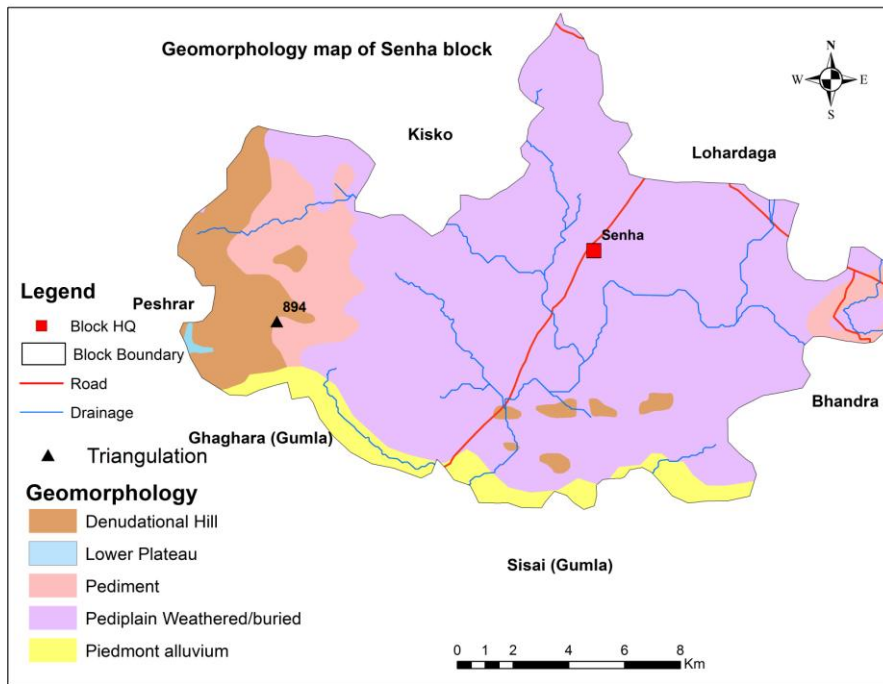 Geomorphology map of Senha block
N
W E
S
Kisko
Lohardaga
Senha
Legend
Peshrar
894
Block HQ
Block Boundary
Road
Bhandra
Drainage
Ghaghara (Gumla)
Triangulation
Geomorphology
Denudational Hill
Lower Plateau
Sisai (Gumla)
Pediment
Pediplain Weathered/buried
Piedmont alluvium
0 2 4 6 8
Km